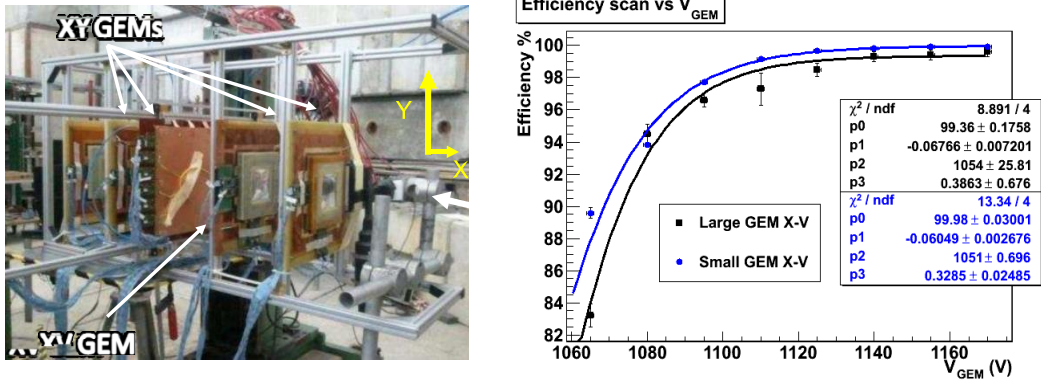 XY GEMs
Y
X
XV GEM
Efficiency scan vs V_GEM
Efficiency %
100
98
96
94
92
90
88
86
84
82
1060
1080
1100
1120
1140
1160
V_GEM (V)
χ² / ndf 8.891 / 4
p0 99.36 ± 0.1758
p1 -0.06766 ± 0.007201
p2 1054 ± 25.81
p3 0.3863 ± 0.676
χ² / ndf 13.34 / 4
p0 99.98 ± 0.03001
p1 -0.06049 ± 0.002676
p2 1051 ± 0.696
p3 0.3285 ± 0.02485
Large GEM X-V
Small GEM X-V